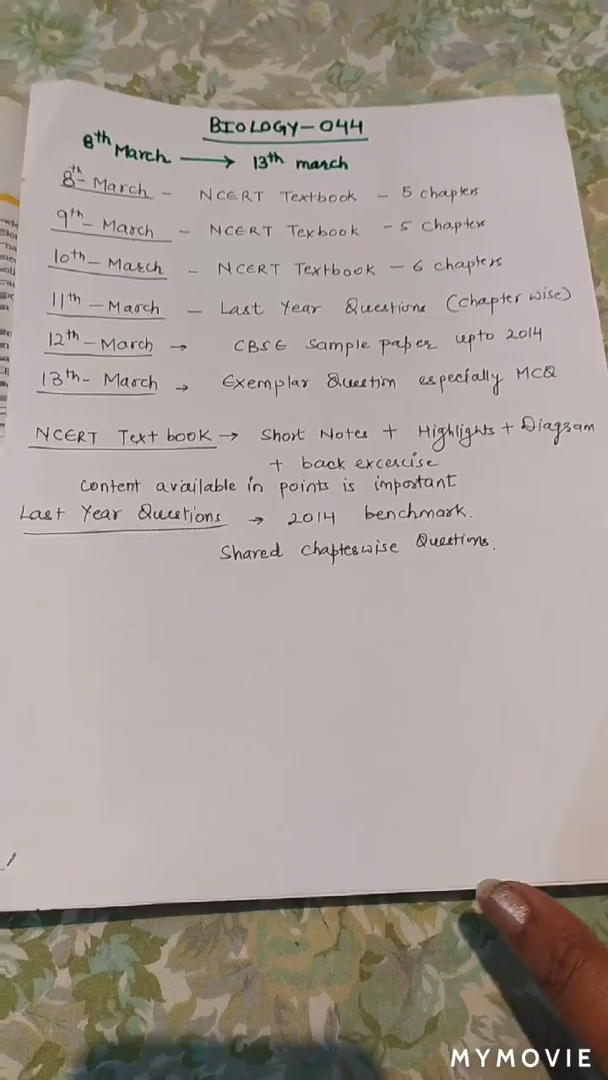 BIOLOGY-044
8th March → 13th march
8th- March - NCERT Textbook - 5 chapters
9th- March - NCERT Texbook - 5 chapters
10th- March - NCERT Textbook - 6 chapters
11th - March - Last Year Questions (Chapter wise)
12th - March → CBSE Sample paper upto 2014
13th- March → Exemplar Question especially MCQ
NCERT Text book → Short Notes + Highlights + Diagram
+ back excercise
Content available in points is important
Last Year Questions → 2014 benchmark.
Shared Chapteswise Questions.
MYMOVIE